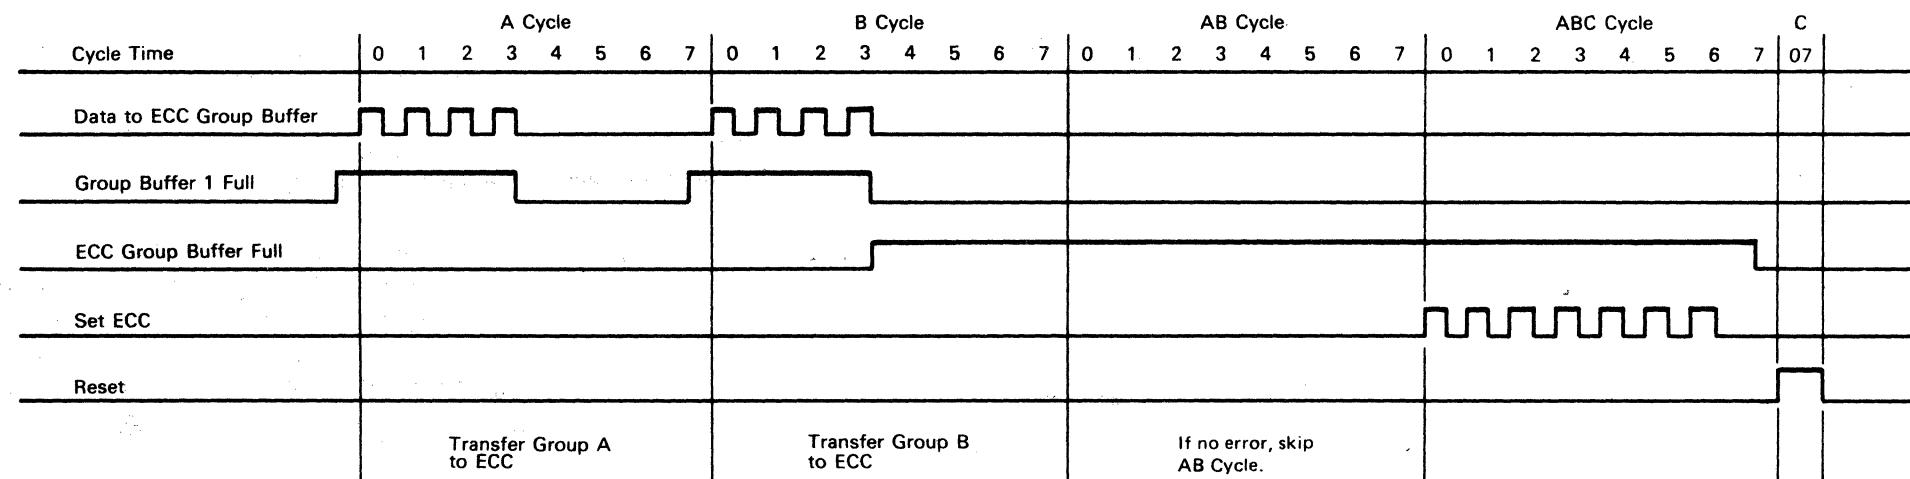 A Cycle B Cycle AB Cycle ABC Cycle C
Cycle Time 0 1 2 3 5 6 7 0 1 2 3 4 5 6 7 0 1 2 3 4 5 6 7 0 1 2 3 4 5 6 7 07
Data to ECC Group Buffer
Group Buffer 1 Full
ECC Group Buffer Full
Set ECC
Reset
Transfer Group A
to ECC
Transfer Group B
to ECC
If no error, skip
AB Cycle.